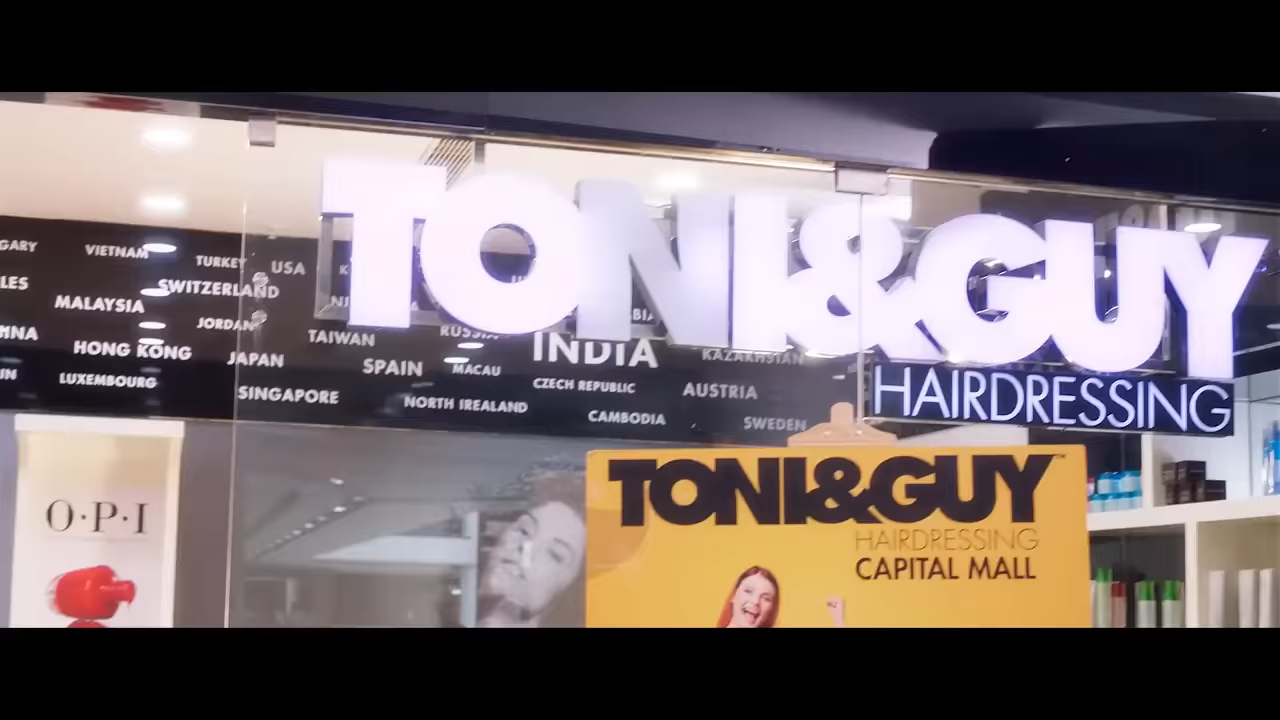 TONI&GUY
HAIRDRESSING
VIETNAM
TURKEY
USA
SWITZERLAND
MALAYSIA
JORDAN
TAIWAN
RUSSIA
INDIA
KAZAKHSTAN
HONG KONG
JAPAN
SPAIN
MACAU
LUXEMBOURG
SINGAPORE
CZECH REPUBLIC
AUSTRIA
NORTH IREALAND
CAMBODIA
SWEDEN
O·P·I
TONI&GUY™
HAIRDRESSING
CAPITAL MALL